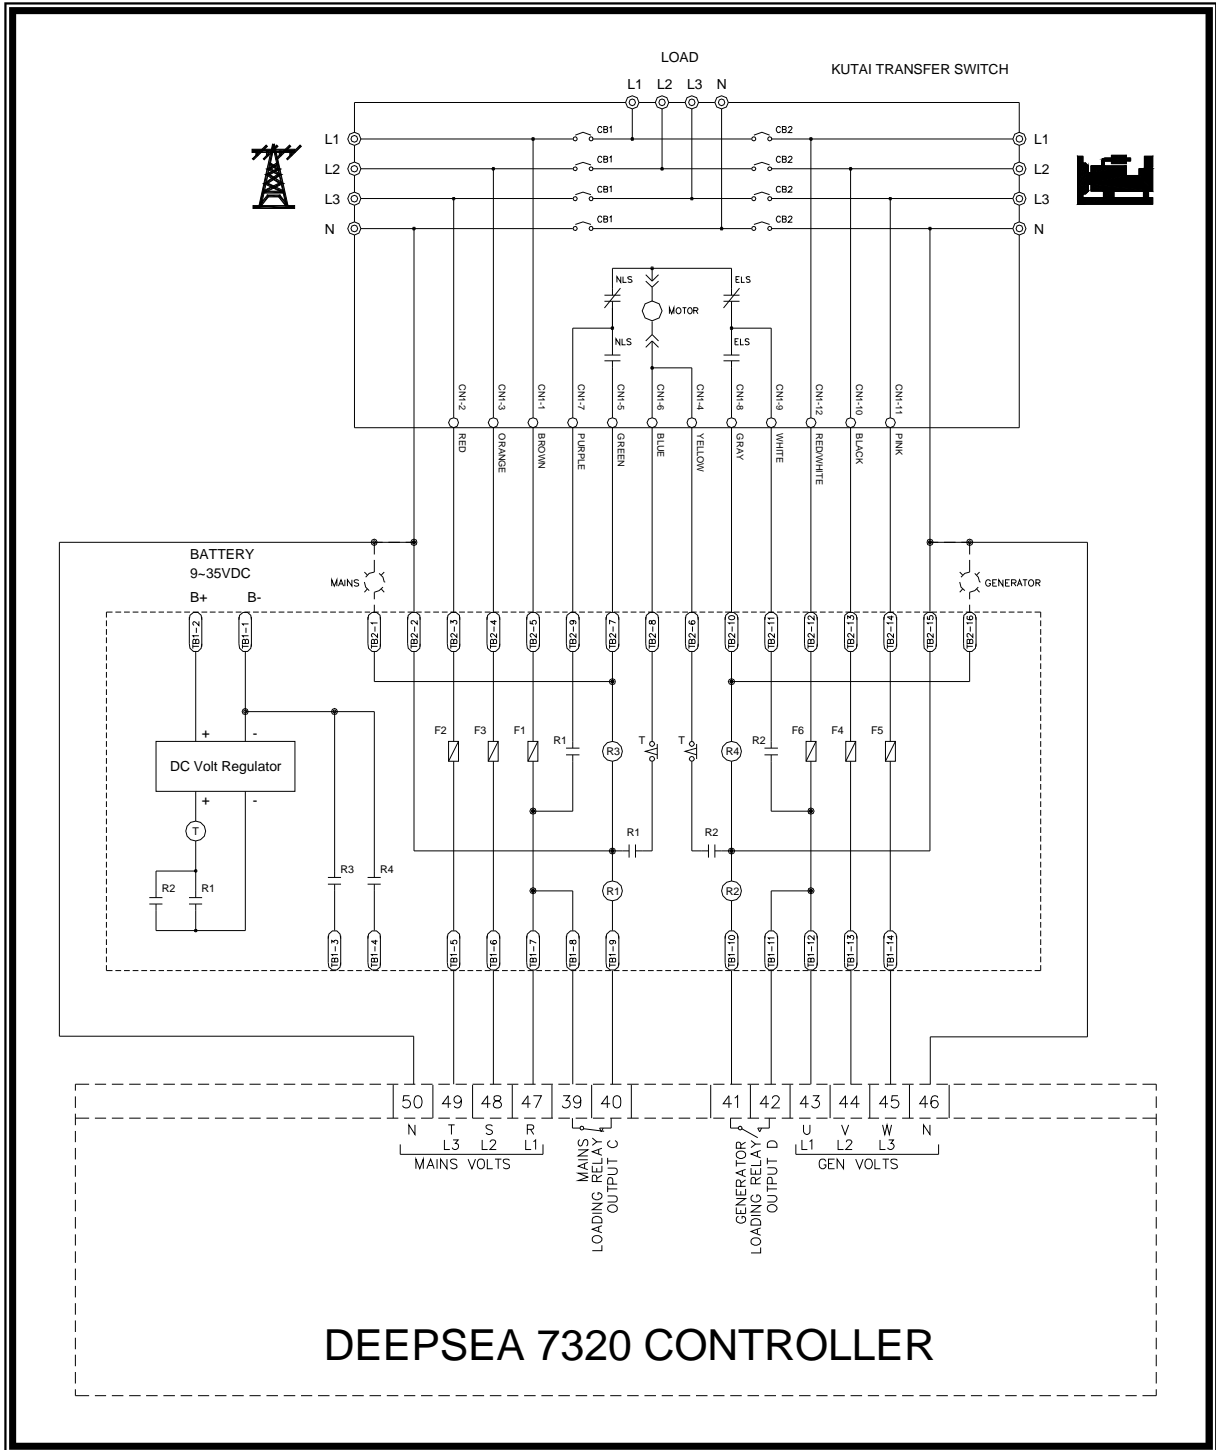 LOAD
KUTAI TRANSFER SWITCH
L1 L2 L3 N
L1 CB1 CB2 L1
L2 CB1 CB2 L2
L3 CB1 CB2 L3
N CB1 CB2 N
NLS ELS
MOTOR
NLS ELS
CN1-2 CN1-3 CN1-1 CN1-7 CN1-5 CN1-6 CN1-4 CN1-8 CN1-9 CN1-12 CN1-10 CN1-11
RED ORANGE BROWN PURPLE GREEN BLUE YELLOW GRAY WHITE RED/WHITE BLACK PINK
BATTERY
9~35VDC
MAINS GENERATOR
B+ B-
TB1-2 TB1-1 TB2-1 TB2-2 TB2-3 TB2-4 TB2-5 TB2-9 TB2-7 TB2-8 TB2-6 TB2-10 TB2-11 TB2-12 TB2-13 TB2-14 TB2-15 TB2-16
+ -
F2 F3 F1 R1 R3 T T R4 R2 F6 F4 F5
DC Volt Regulator
+ -
T
R1 R2
R3 R4
R2 R1
R1 R2
TB1-3 TB1-4 TB1-5 TB1-6 TB1-7 TB1-8 TB1-9 TB1-10 TB1-11 TB1-12 TB1-13 TB1-14
50 49 48 47 39 40 41 42 43 44 45 46
N T S R U V W N
L3 L2 L1 L1 L2 L3
MAINS VOLTS GEN VOLTS
MAINS
LOADING RELAY
OUTPUT C
GENERATOR
LOADING RELAY
OUTPUT D
DEEPSEA 7320 CONTROLLER